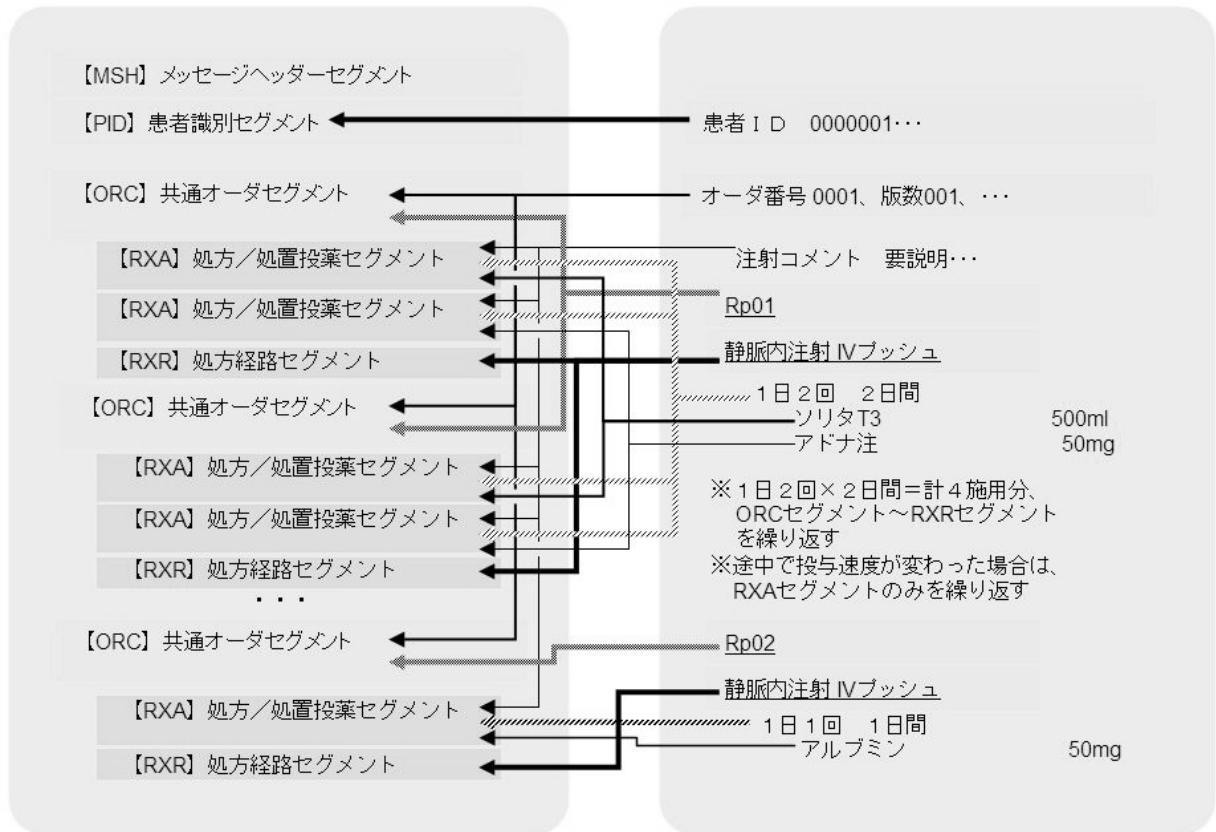 【MSH】メッセージヘッダーセグメント
【PID】患者識別セグメント
患者ＩＤ 0000001･･･
【ORC】共通オーダセグメント
オーダ番号 0001、版数001、･･･
【RXA】処方／処置投薬セグメント
注射コメント 要説明･･･
【RXA】処方／処置投薬セグメント
Rp01
【RXR】処方経路セグメント
静脈内注射 IVプッシュ
【ORC】共通オーダセグメント
１日２回 ２日間
ソリタT3 500ml
アドナ注 50mg
【RXA】処方／処置投薬セグメント
【RXA】処方／処置投薬セグメント
【RXR】処方経路セグメント
・・・
※１日２回×２日間＝計４施用分、
ORCセグメント～RXRセグメント
を繰り返す
※途中で投与速度が変わった場合は、
RXAセグメントのみを繰り返す
【ORC】共通オーダセグメント
Rp02
静脈内注射 IVプッシュ
【RXA】処方／処置投薬セグメント
１日１回 １日間
アルブミン 50mg
【RXR】処方経路セグメント